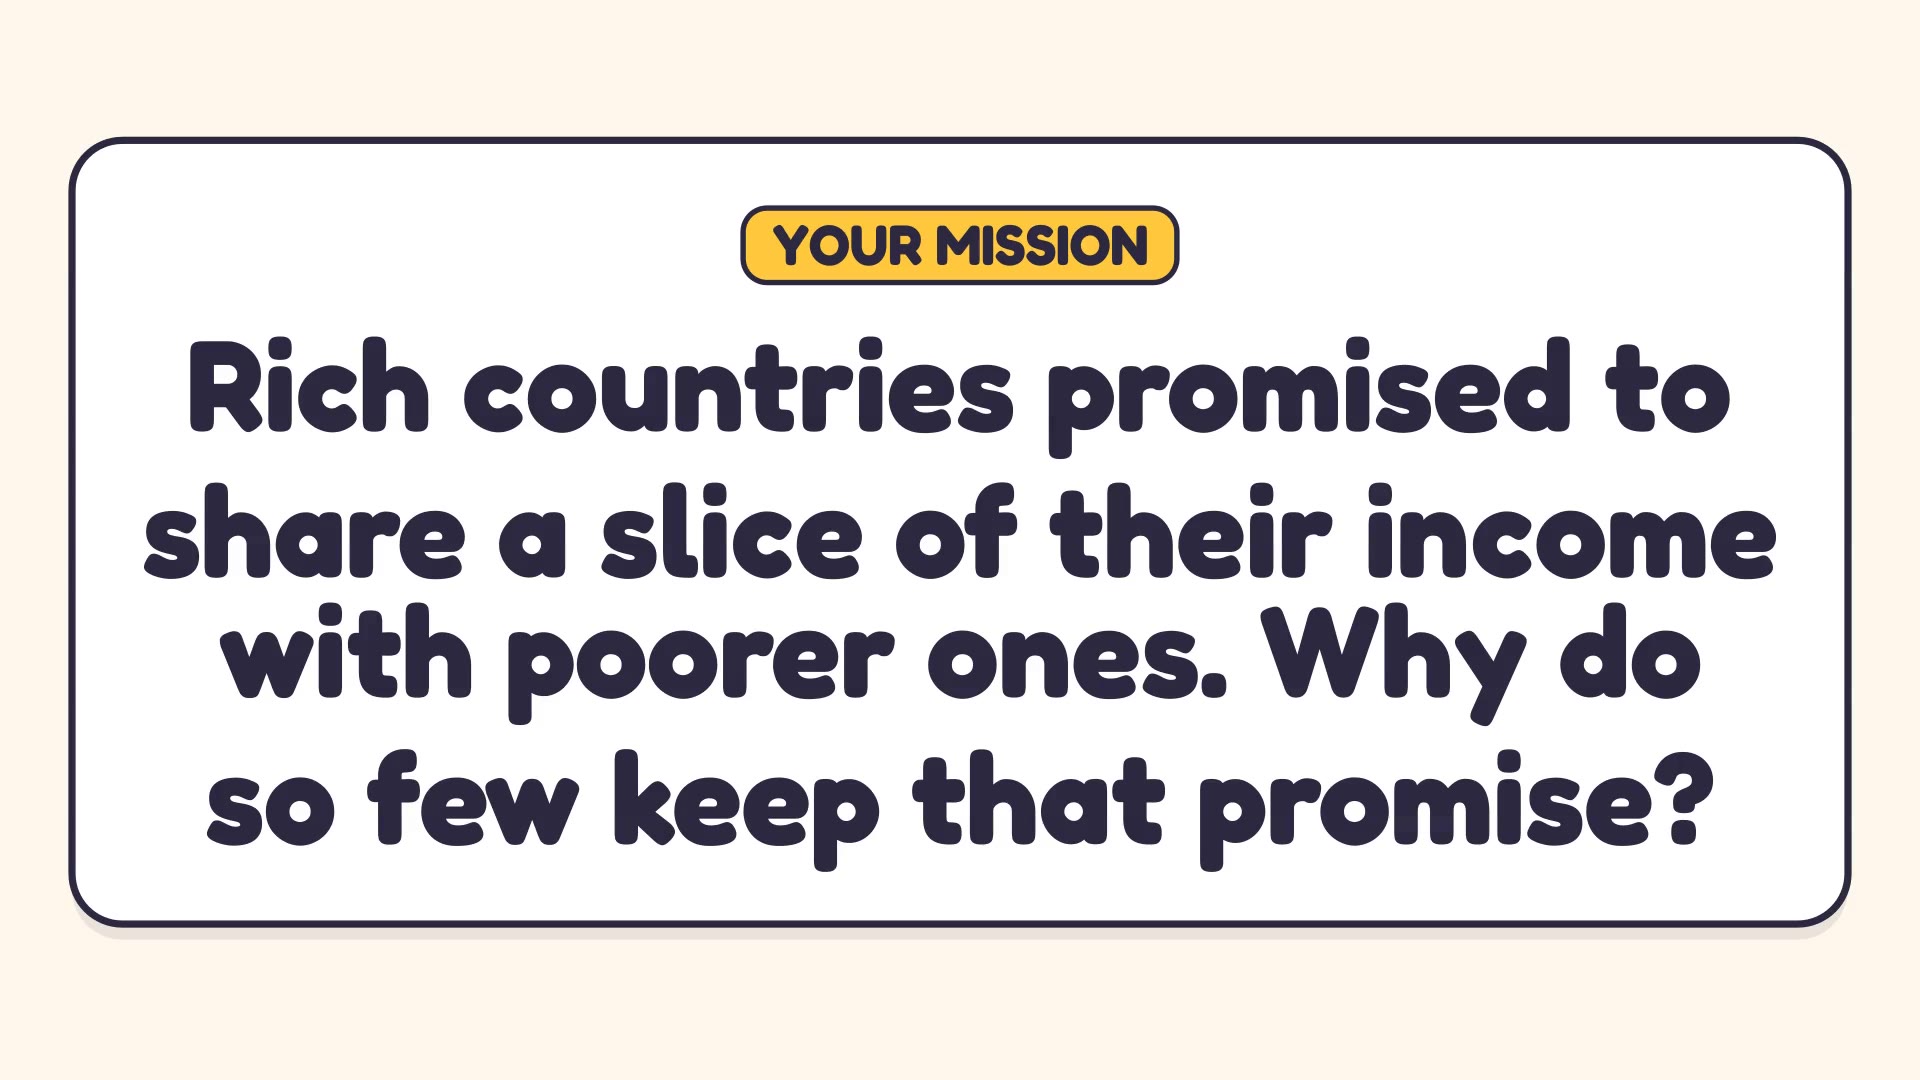 YOUR MISSION
Rich countries promised to
share a slice of their income
with poorer ones. Why do
so few keep that promise?